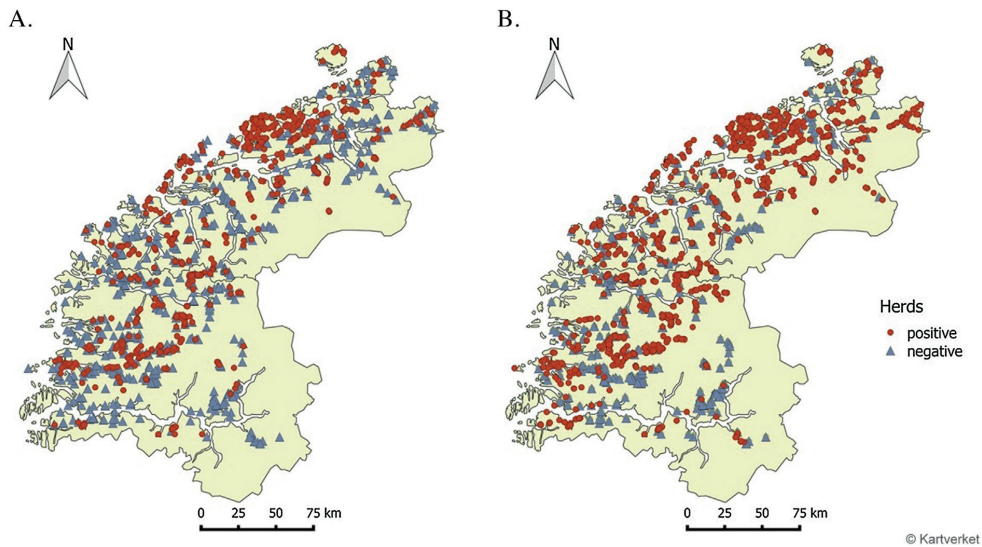 A.
B.
N
N
Herds
positive
negative
0 25 50 75 km
0 25 50 75 km
© Kartverket